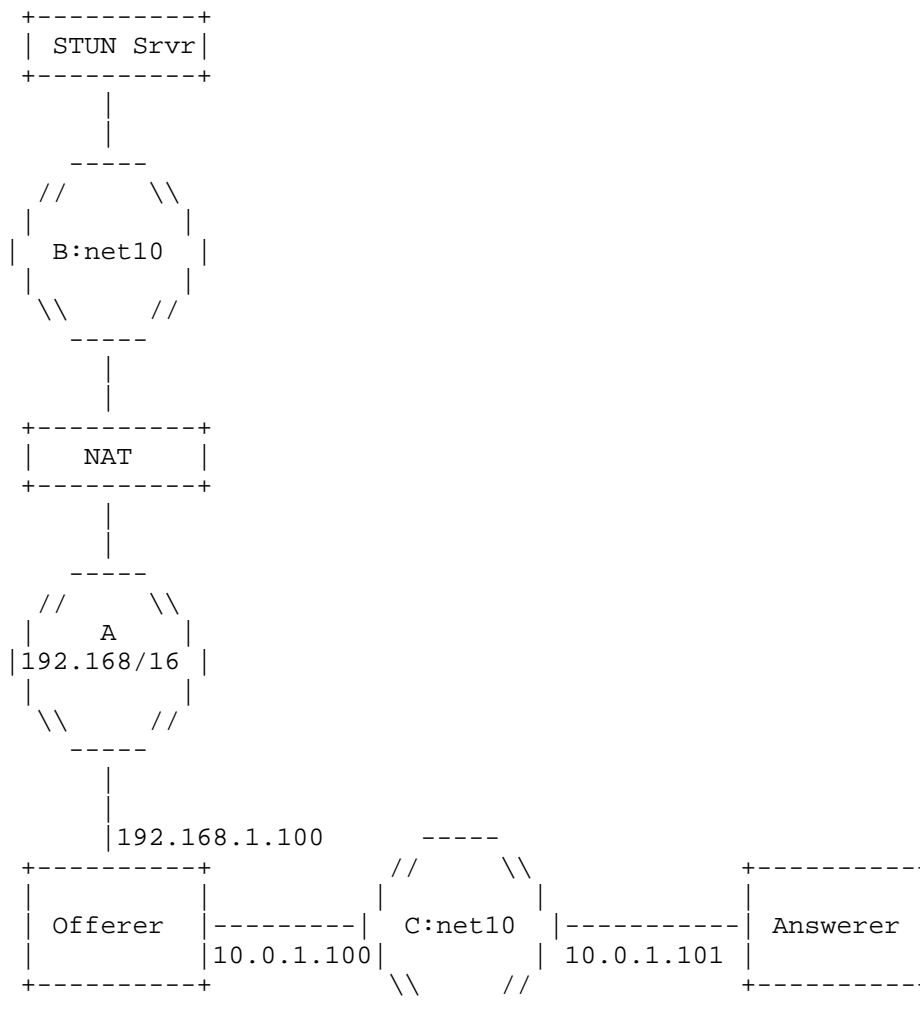 STUN Srvr
B:net10
NAT
A
192.168/16
192.168.1.100
Offerer C:net10 Answerer
10.0.1.100 10.0.1.101